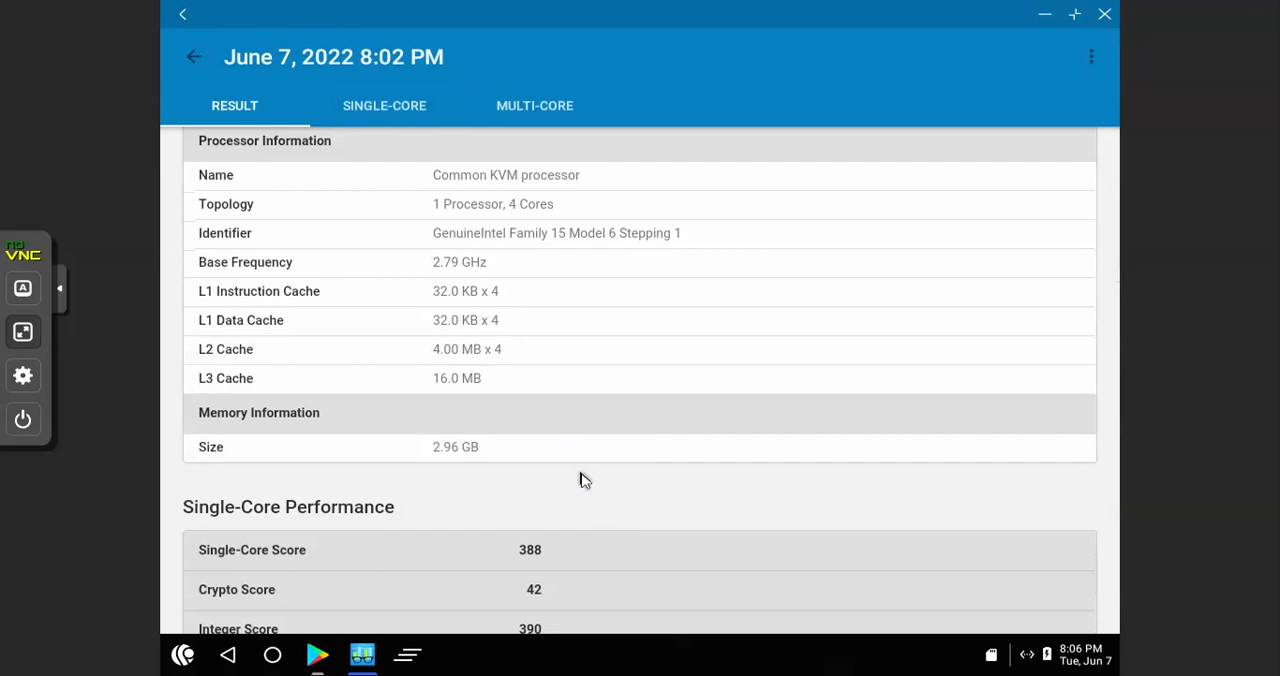 June 7, 2022 8:02 PM
RESULT SINGLE-CORE MULTI-CORE
Processor Information
Name Common KVM processor
Topology 1 Processor, 4 Cores
Identifier GenuineIntel Family 15 Model 6 Stepping 1
Base Frequency 2.79 GHz
L1 Instruction Cache 32.0 KB x 4
L1 Data Cache 32.0 KB x 4
L2 Cache 4.00 MB x 4
L3 Cache 16.0 MB
Memory Information
Size 2.96 GB
Single-Core Performance
Single-Core Score 388
Crypto Score 42
Integer Score 390
no
VNC
A
8:06 PM
Tue, Jun 7